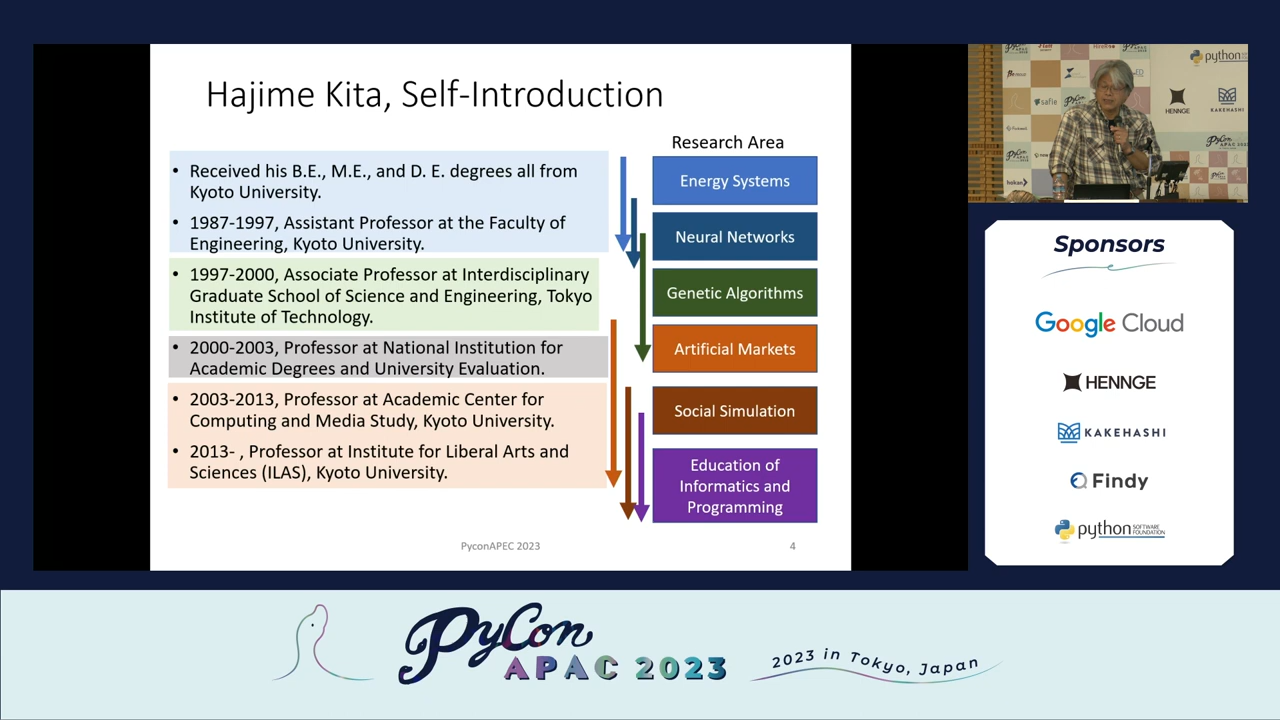 Hajime Kita, Self-Introduction
Research Area
• Received his B.E., M.E., and D. E. degrees all from
Kyoto University.
• 1987-1997, Assistant Professor at the Faculty of
Engineering, Kyoto University.
• 1997-2000, Associate Professor at Interdisciplinary
Graduate School of Science and Engineering, Tokyo
Institute of Technology.
• 2000-2003, Professor at National Institution for
Academic Degrees and University Evaluation.
• 2003-2013, Professor at Academic Center for
Computing and Media Study, Kyoto University.
• 2013- , Professor at Institute for Liberal Arts and
Sciences (ILAS), Kyoto University.
Energy Systems
Neural Networks
Genetic Algorithms
Artificial Markets
Social Simulation
Education of
Informatics and
Programming
PyconAPEC 2023
4
python
safie
HENNGE
KAKEHASHI
hokan
Sponsors
Google Cloud
HENNGE
KAKEHASHI
Findy
python SOFTWARE
FOUNDATION
PyCon
APAC 2023
2023 in Tokyo, Japan